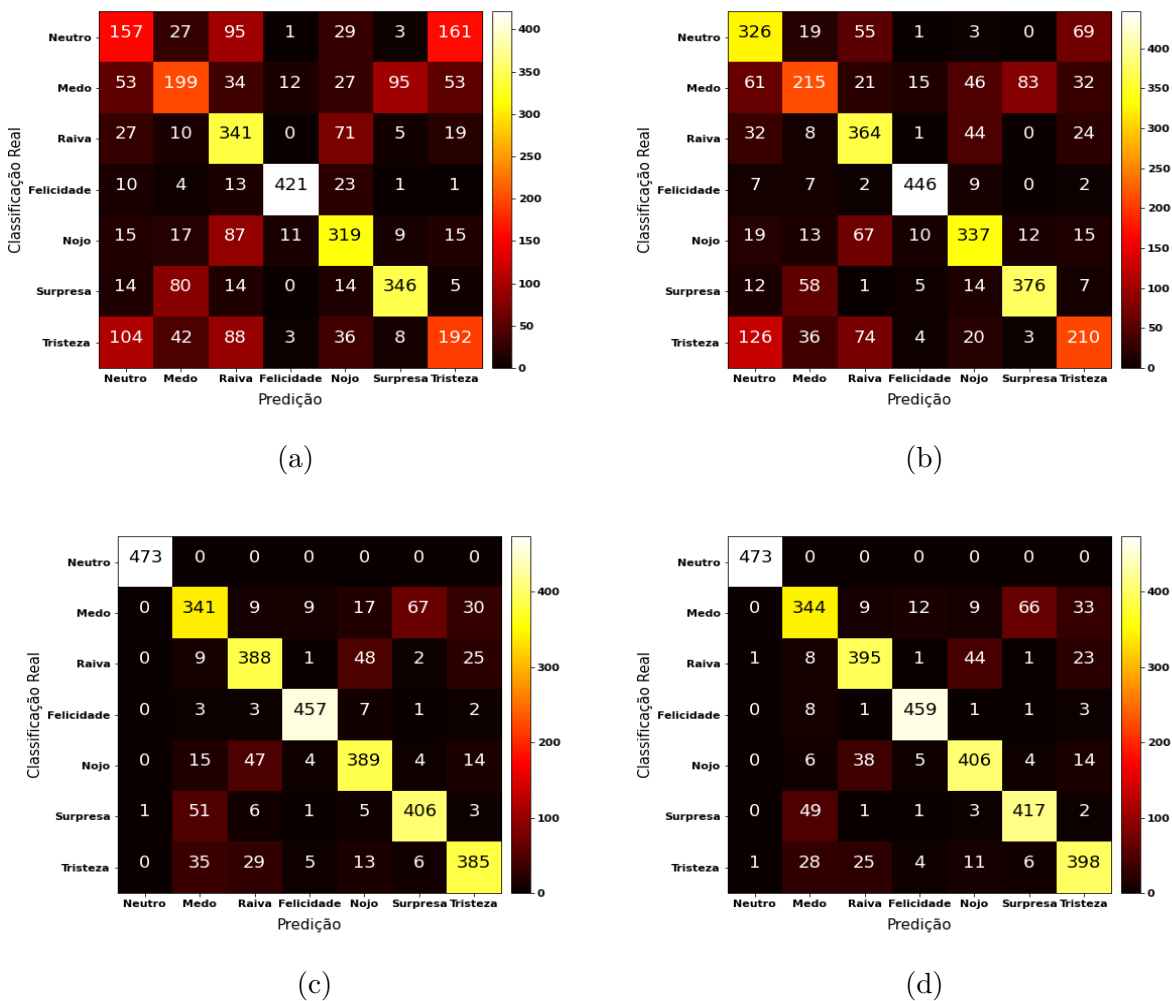 Neutro 157 27 95 1 29 3 161
Medo 53 199 34 12 27 95 53
Raiva 27 10 341 0 71 5 19
Felicidade 10 4 13 421 23 1 1
Nojo 15 17 87 11 319 9 15
Surpresa 14 80 14 0 14 346 5
Tristeza 104 42 88 3 36 8 192
Neutro Medo Raiva Felicidade Nojo Surpresa Tristeza
Predição
Classificação Real
400
350
300
250
200
150
100
50
0
(a)
Neutro 326 19 55 1 3 0 69
Medo 61 215 21 15 46 83 32
Raiva 32 8 364 1 44 0 24
Felicidade 7 7 2 446 9 0 2
Nojo 19 13 67 10 337 12 15
Surpresa 12 58 1 5 14 376 7
Tristeza 126 36 74 4 20 3 210
Neutro Medo Raiva Felicidade Nojo Surpresa Tristeza
Predição
Classificação Real
400
350
300
250
200
150
100
50
0
(b)
Neutro 473 0 0 0 0 0 0
Medo 0 341 9 9 17 67 30
Raiva 0 9 388 1 48 2 25
Felicidade 0 3 3 457 7 1 2
Nojo 0 15 47 4 389 4 14
Surpresa 1 51 6 1 5 406 3
Tristeza 0 35 29 5 13 6 385
Neutro Medo Raiva Felicidade Nojo Surpresa Tristeza
Predição
Classificação Real
400
300
200
100
0
(c)
Neutro 473 0 0 0 0 0 0
Medo 0 344 9 12 9 66 33
Raiva 1 8 395 1 44 1 23
Felicidade 0 8 1 459 1 1 3
Nojo 0 6 38 5 406 4 14
Surpresa 0 49 1 1 3 417 2
Tristeza 1 28 25 4 11 6 398
Neutro Medo Raiva Felicidade Nojo Surpresa Tristeza
Predição
Classificação Real
400
300
200
100
0
(d)